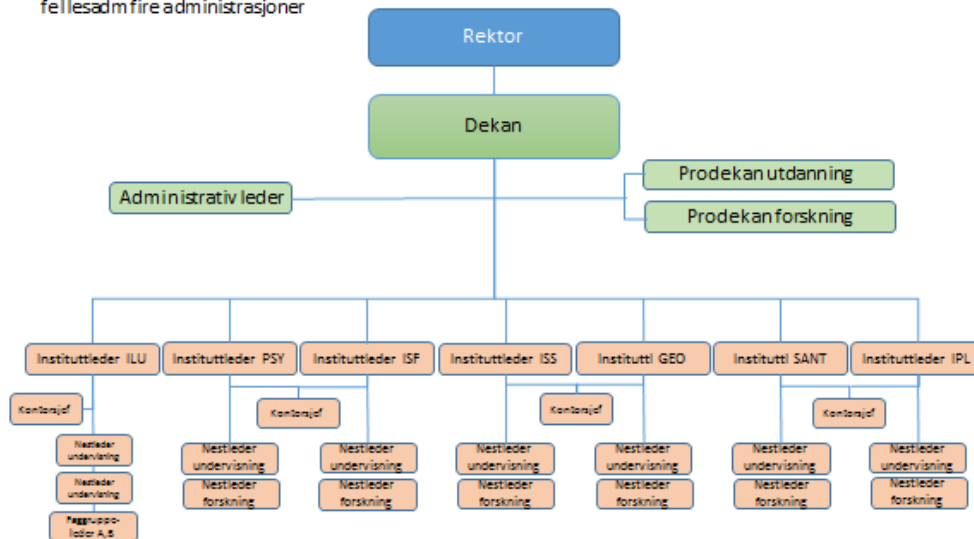 fellesadm fire administrasjoner
Rektor
Dekan
Administrativ leder
Prodekan utdanning
Prodekan forskning
Instituttleder ILU
Instituttleder PSY
Instituttleder ISF
Instituttleder ISS
Instituttl GEO
Instituttl SANT
Instituttleder IPL
Kontorsjef
Kontorsjef
Kontorsjef
Kontorsjef
Nestleder
undervisning
Nestleder
undervisning
Faggruppe-
leder A,B
Nestleder
undervisning
Nestleder
forskning
Nestleder
undervisning
Nestleder
forskning
Nestleder
undervisning
Nestleder
forskning
Nestleder
undervisning
Nestleder
forskning
Nestleder
undervisning
Nestleder
forskning
Nestleder
undervisning
Nestleder
forskning